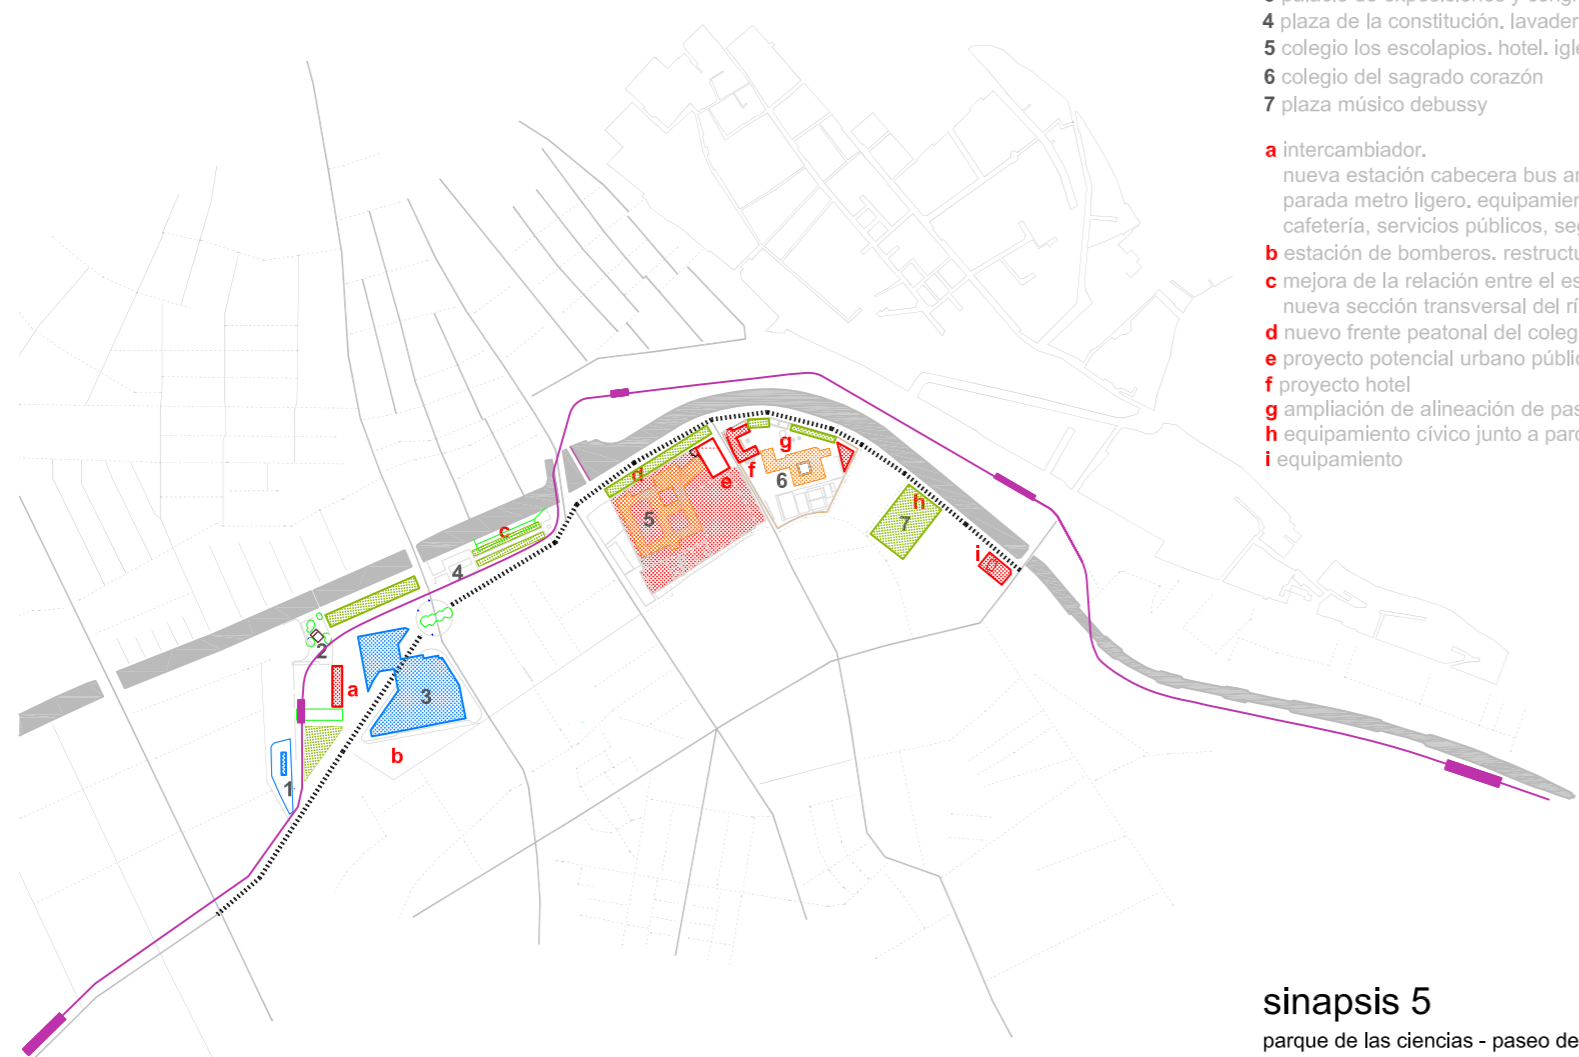 4 plaza de la constitución. lavader
5 colegio los escolapios. hotel. igl
6 colegio del sagrado corazón
7 plaza músico debussy
a intercambiador.
nueva estación cabecera bus
parada metro ligero. equipamien
cafetería, servicios públicos, se
b estación de bomberos. restruct
c mejora de la relación entre el es
nueva sección transversal del rí
d nuevo frente peatonal del coleg
e proyecto potencial urbano públic
f proyecto hotel
g ampliación de alineación de pas
h equipamiento cívico junto a parq
i equipamiento
d
e
f
g
6
5
h
7
c
i
4
2
a
3
b
1
sinapsis 5
parque de las ciencias - paseo de